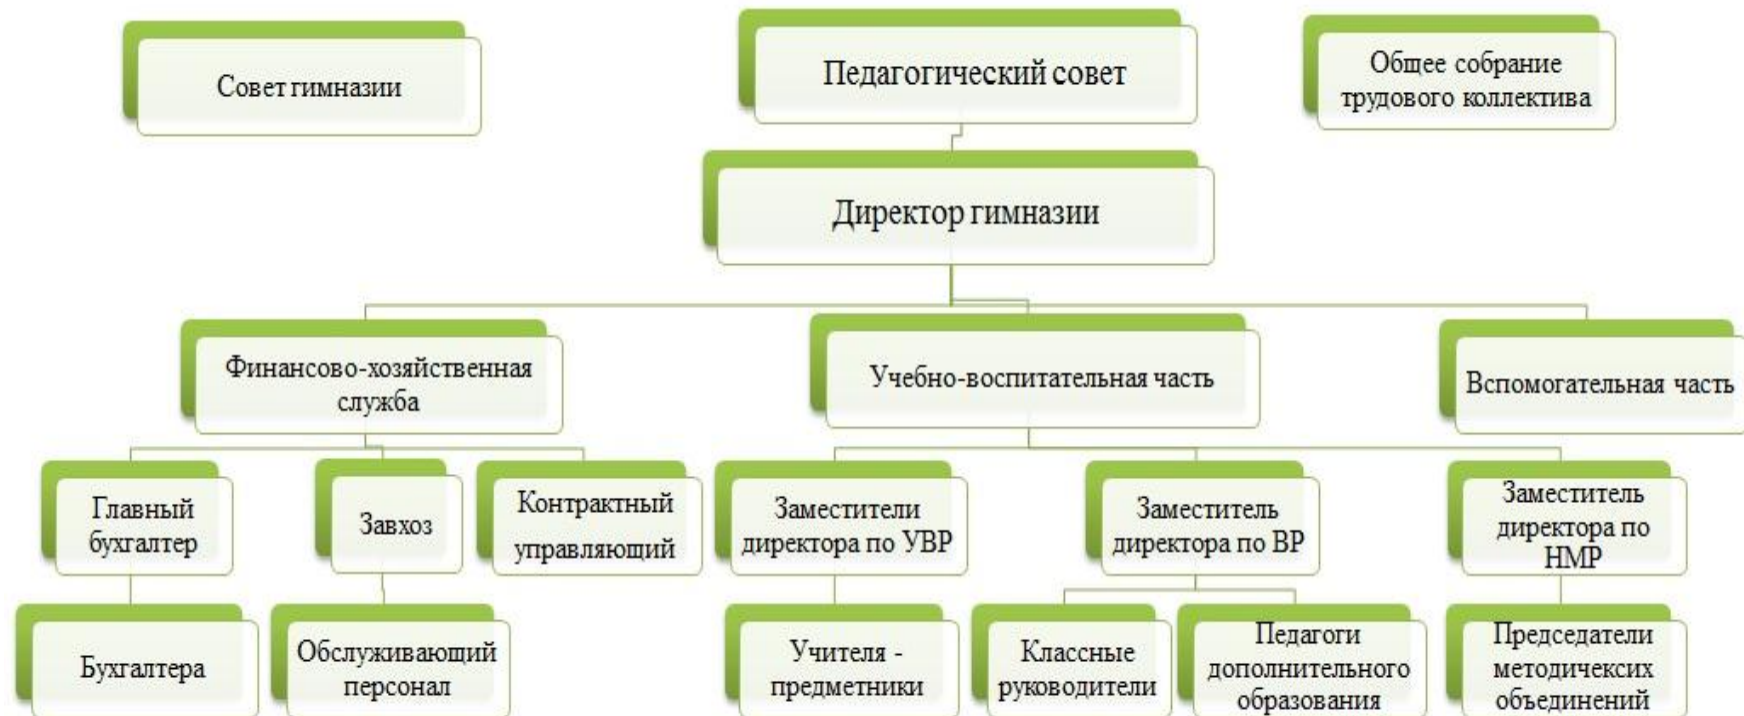 Совет гимназии
Педагогический совет
Общее собрание
трудового коллектива
Директор гимназии
Финансово-хозяйственная
служба
Учебно-воспитательная часть
Вспомогательная часть
Главный
бухгалтер
Завхоз
Контрактный
управляющий
Заместители
директора по УВР
Заместитель
директора по ВР
Заместитель
директора по
НМР
Бухгалтера
Обслуживающий
персонал
Учителя -
предметники
Классные
руководители
Педагоги
дополнительного
образования
Председатели
методичексих
объединений